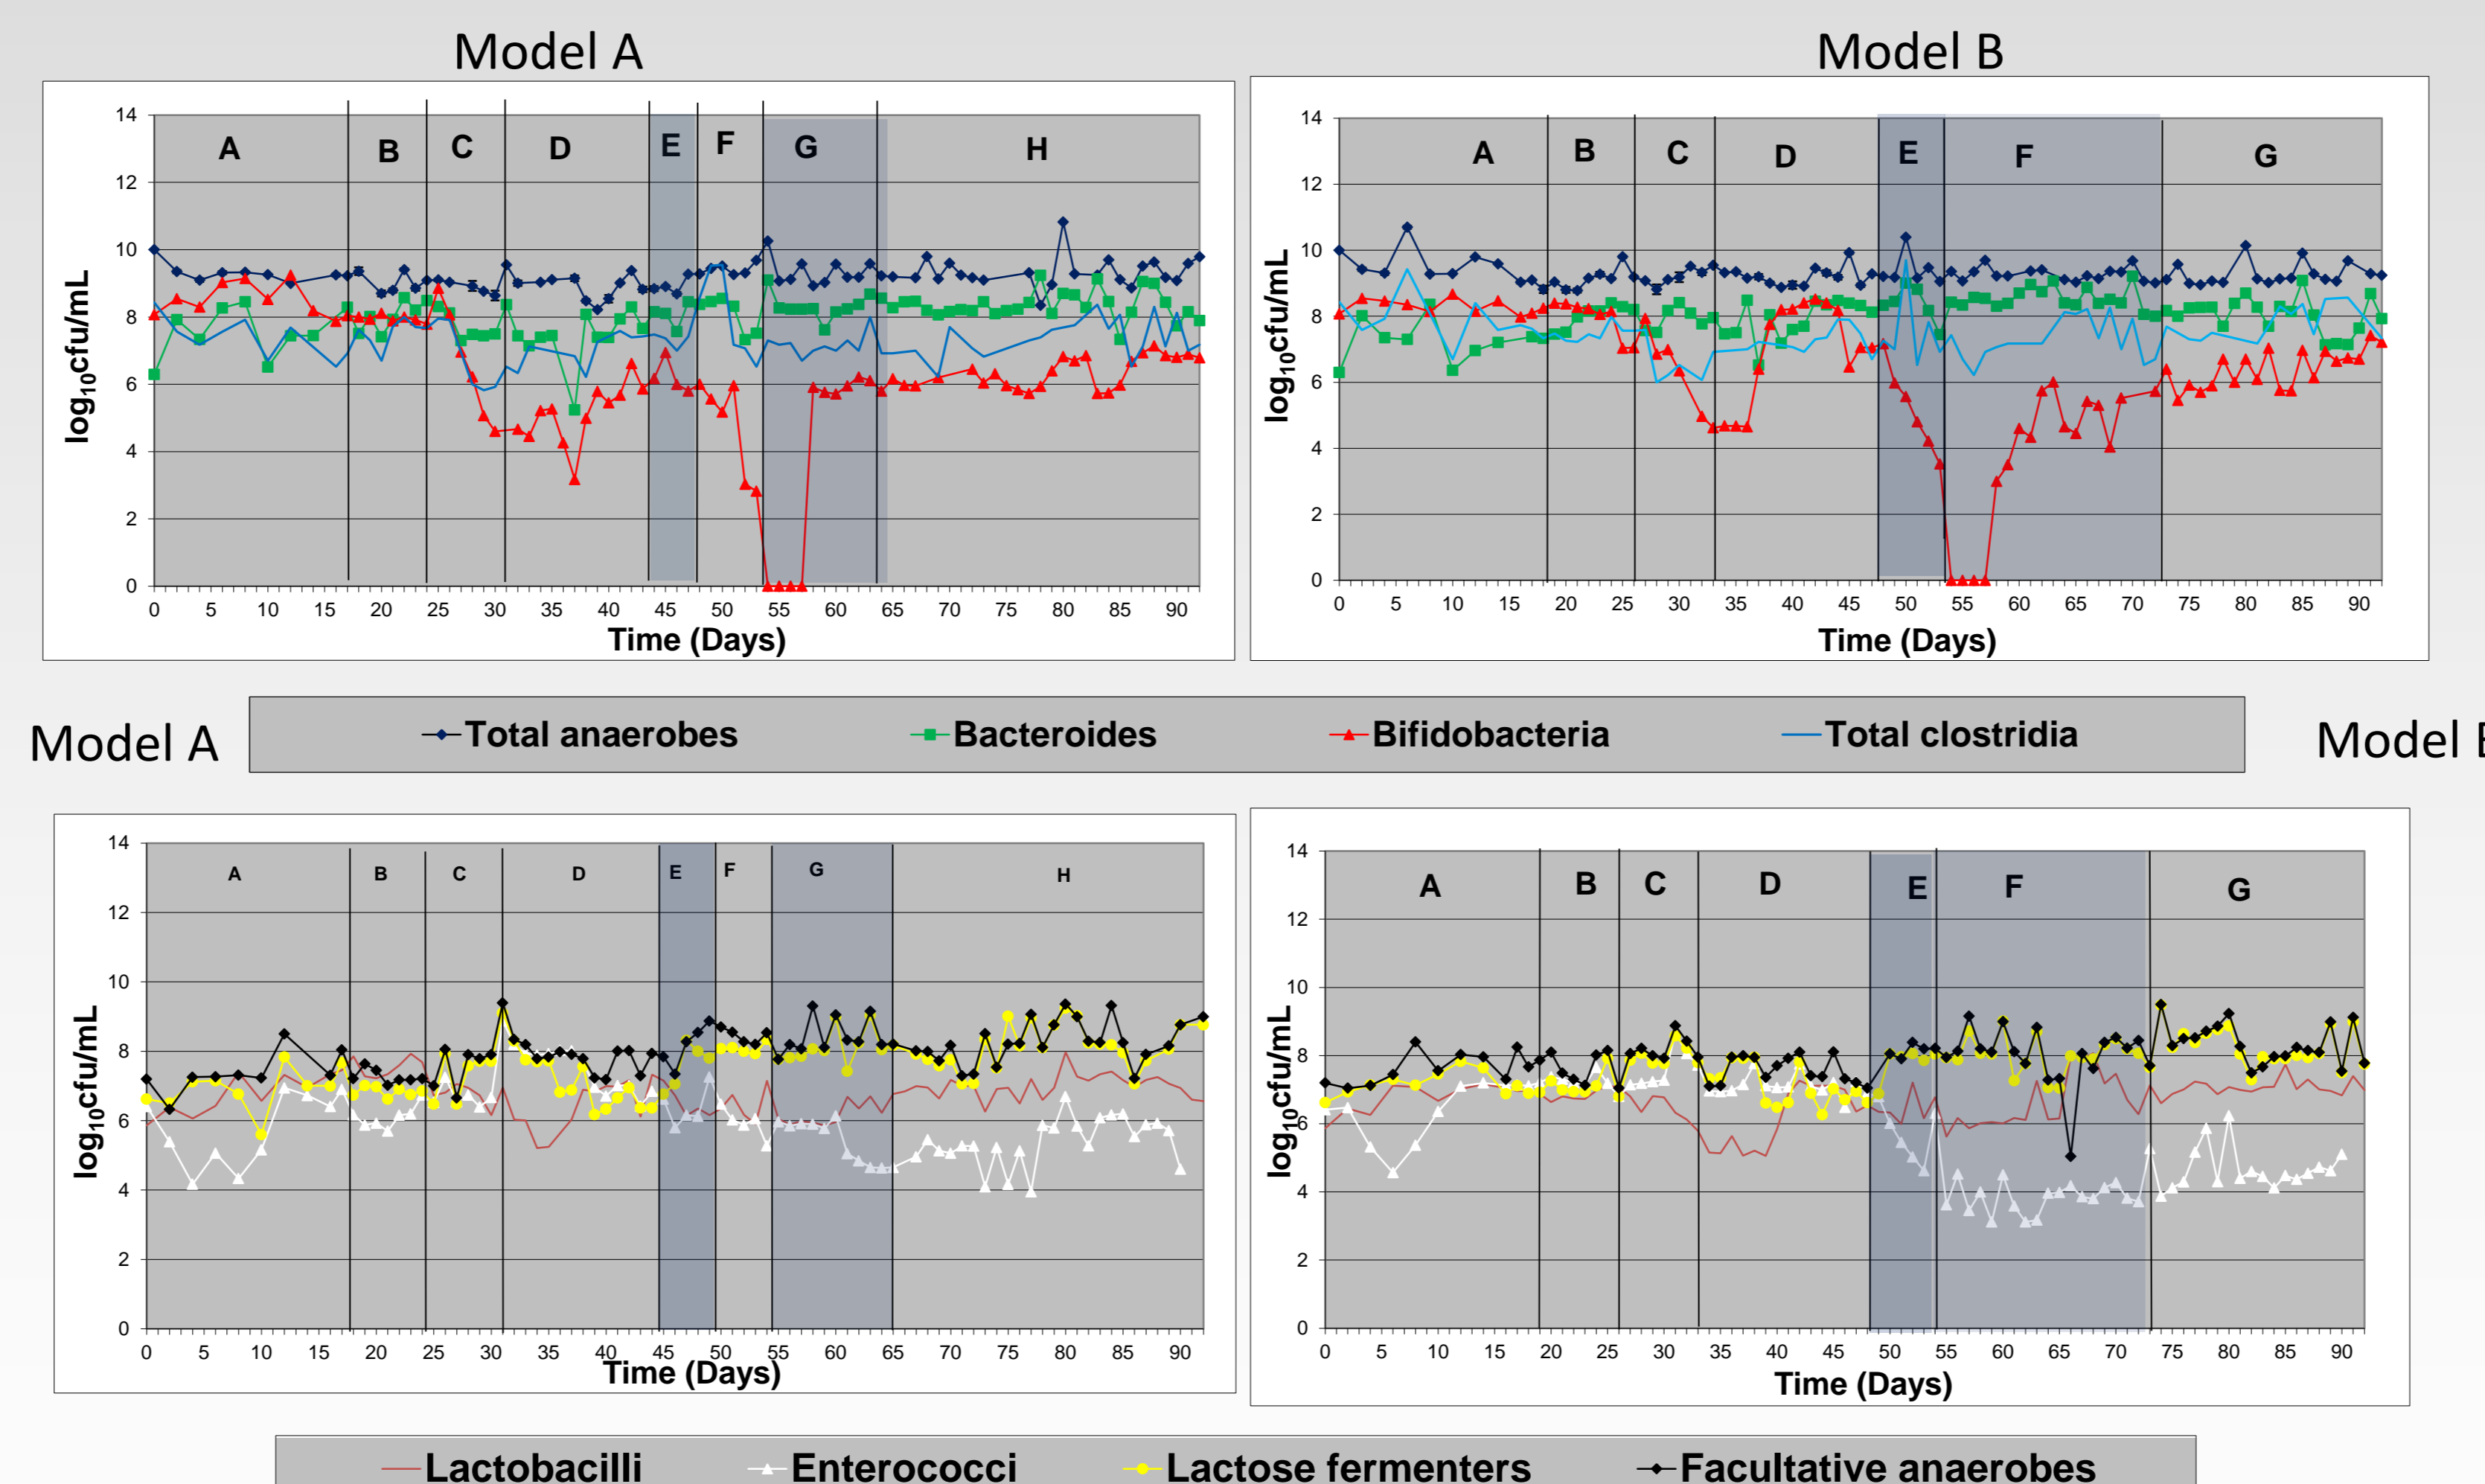 Model A
Model B
14
12
10
8
6
4
2
0
log10cfu/mL
A
B
C
D
E
F
G
H
0 5 10 15 20 25 30 35 40 45 50 55 60 65 70 75 80 85 90
Time (Days)
14
12
10
8
6
4
2
0
log10cfu/mL
A
B
C
D
E
F
G
0 5 10 15 20 25 30 35 40 45 50 55 60 65 70 75 80 85 90
Time (Days)
Model A
Total anaerobes Bacteroides Bifidobacteria Total clostridia
Model
14
12
10
8
6
4
2
0
log10cfu/mL
A
B
C
D
E
F
G
H
0 5 10 15 20 25 30 35 40 45 50 55 60 65 70 75 80 85 90
Time (Days)
14
12
10
8
6
4
2
0
log10cfu/mL
A
B
C
D
E
F
G
0 5 10 15 20 25 30 35 40 45 50 55 60 65 70 75 80 85 90
Time (Days)
Lactobacilli Enterococci Lactose fermenters Facultative anaerobes